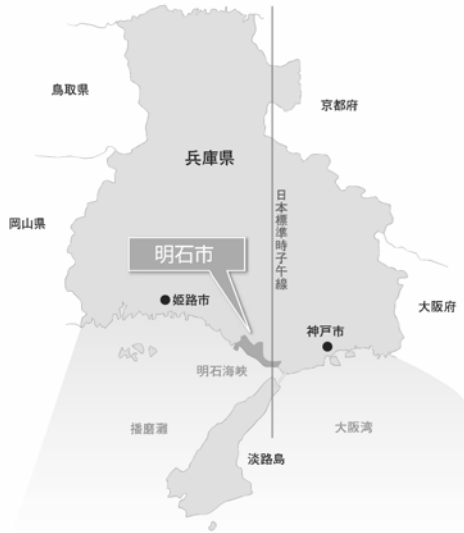 鳥取県
京都府
兵庫県
日本標準時子午線
岡山県
明石市
姫路市
大阪府
神戸市
明石海峡
播磨灘
大阪湾
淡路島